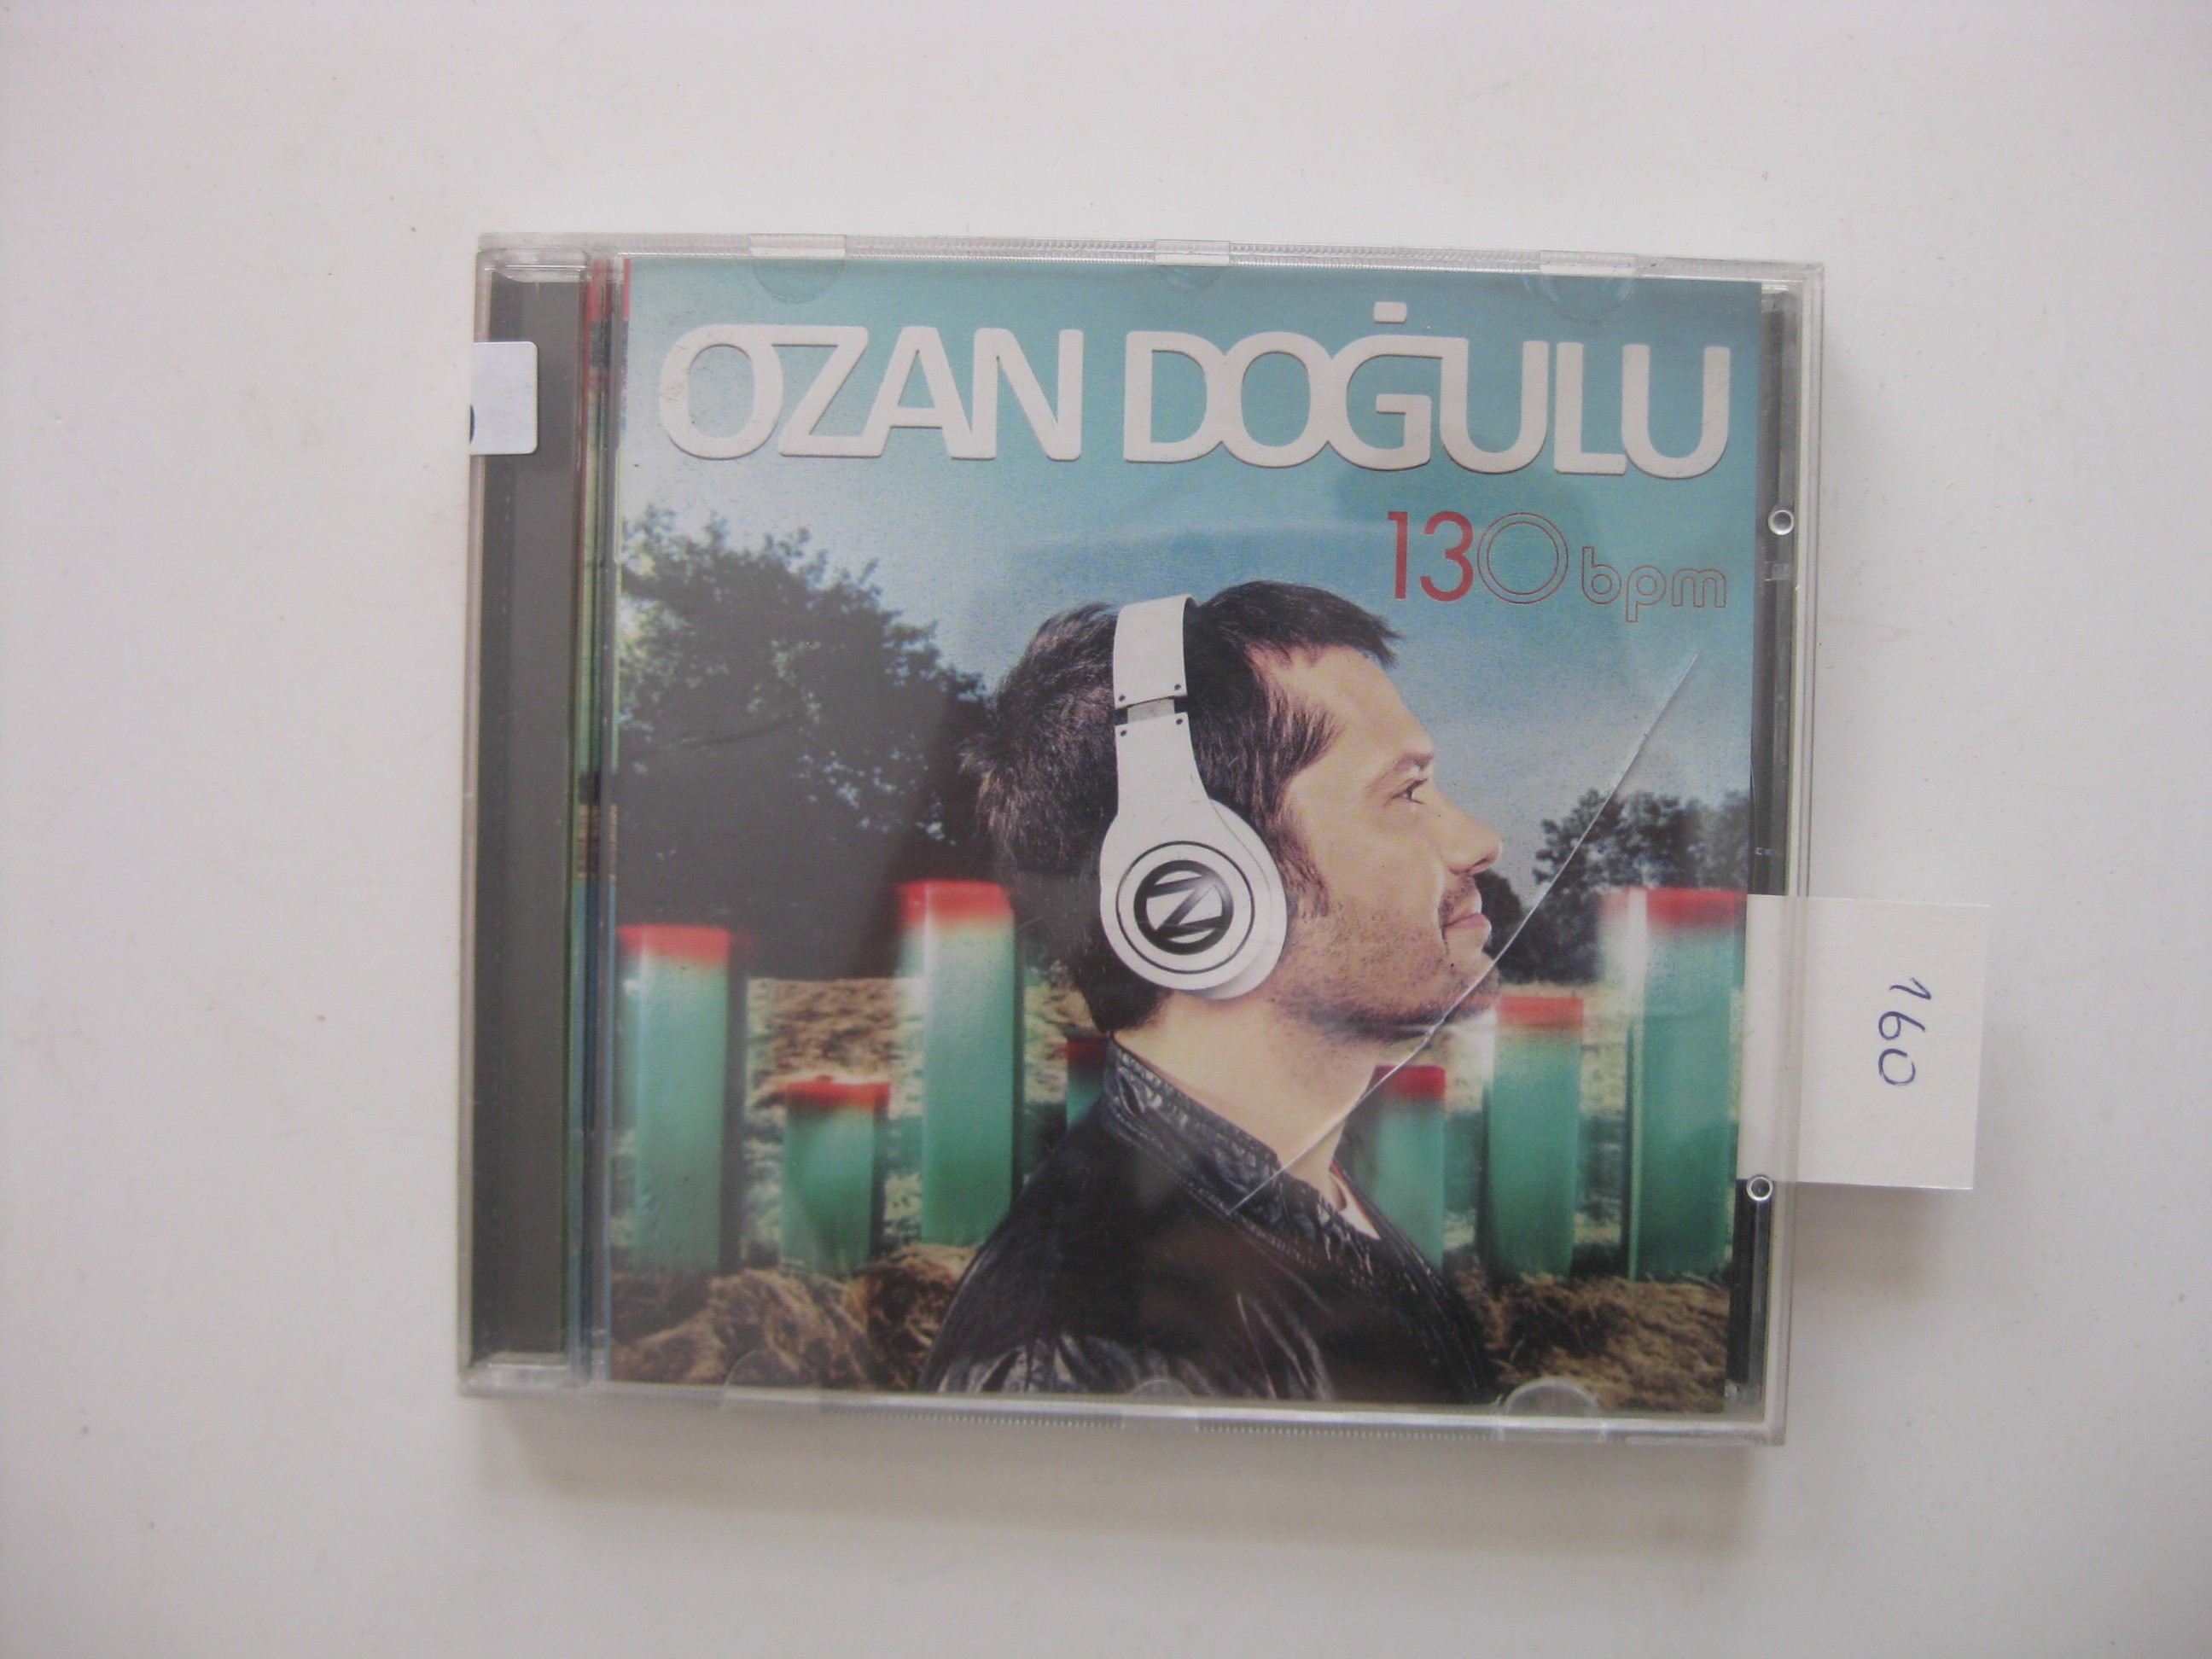 OZAN DOĞULU
130 bpm
160